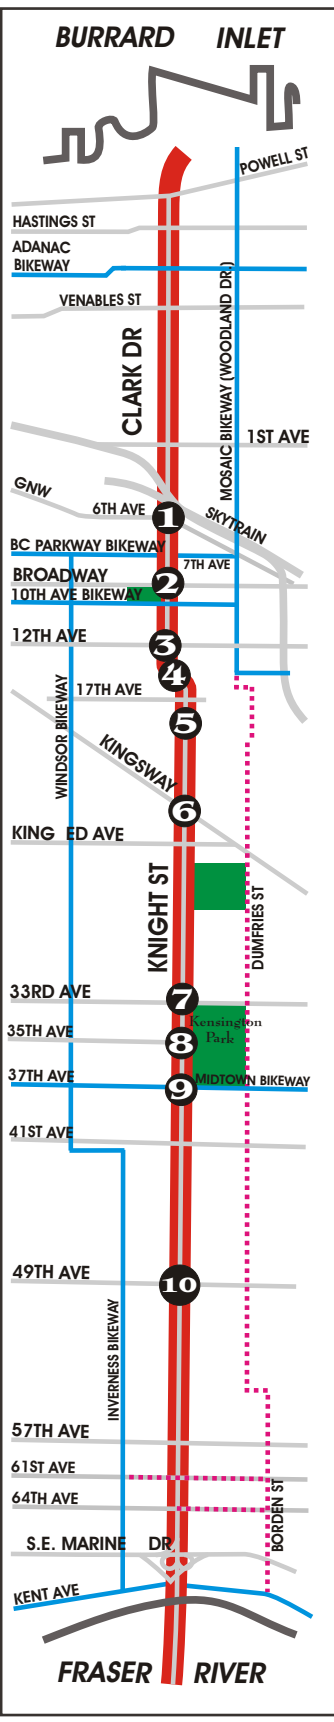 BURRARD INLET
POWELL ST
HASTINGS ST
ADANAC
BIKEWAY
VENABLES ST
CLARK DR
MOSAIC BIKEWAY (WOODLAND DR.)
1ST AVE
GNW
6TH AVE
1
SKYTRAIN
BC PARKWAY BIKEWAY
7TH AVE
BROADWAY
2
10TH AVE BIKEWAY
12TH AVE
3
4
WINDSOR BIKEWAY
17TH AVE
5
KINGSWAY
6
KING ED AVE
KNIGHT ST
DUMFRIES ST
33RD AVE
7
Kensington
Park
35TH AVE
8
37TH AVE
9
MIDTOWN BIKEWAY
41ST AVE
49TH AVE
10
INVERNESS BIKEWAY
57TH AVE
61ST AVE
64TH AVE
BORDEN ST
S.E. MARINE DR
KENT AVE
FRASER RIVER